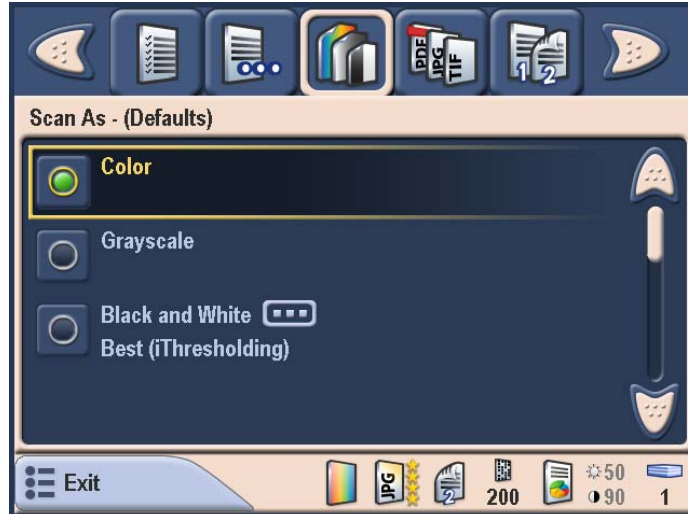 PDF
JPG
TIF
1 2
Scan As - (Defaults)
Color
Grayscale
Black and White
Best (iThresholding)
Exit
JPG
2
200
50
90
1